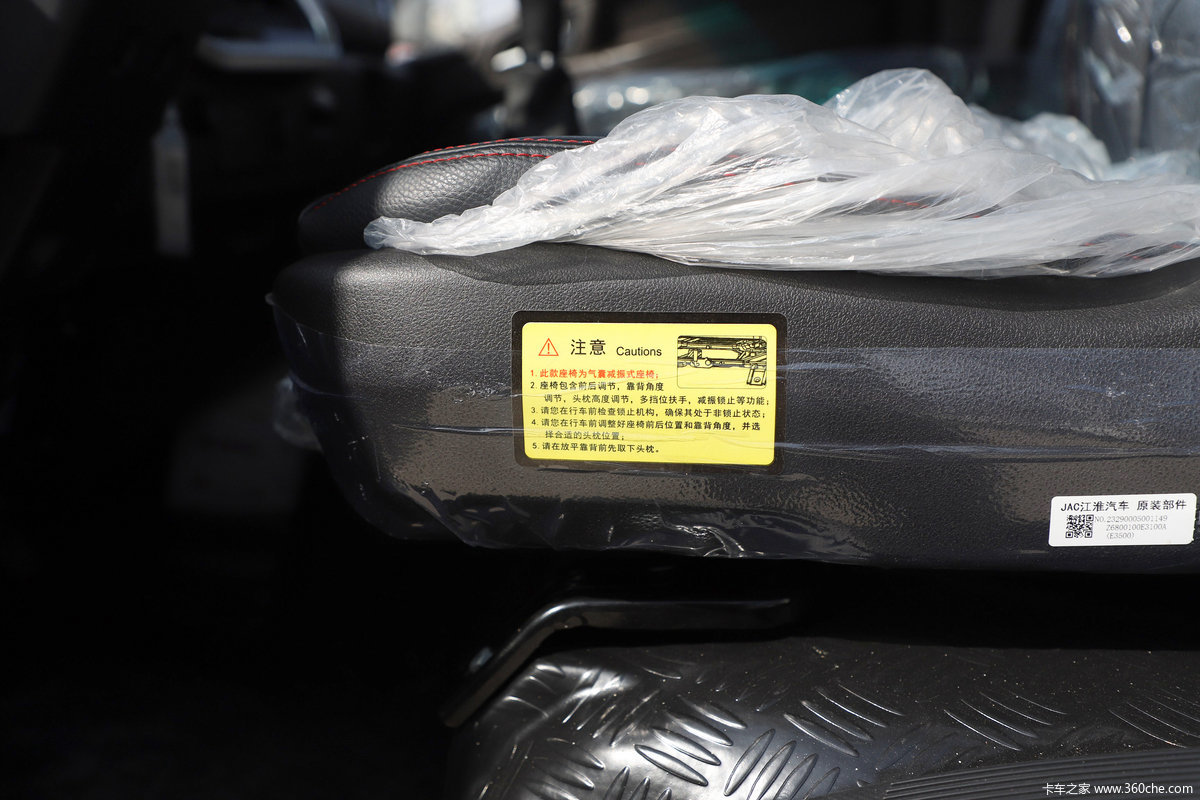 注意 Cautions
1. 此款座椅为气囊减振式座椅；
2. 座椅包含前后调节，靠背角度
调节，头枕高度调节，多挡位扶手，减振锁止等功能；
3. 请您在行车前检查锁止机构，确保其处于非锁止状态；
4. 请您在行车前调整好座椅前后位置和靠背角度，并选
择合适的头枕位置；
5. 请在放平靠背前先取下头枕。
JAC江淮汽车 原装部件
NO.23290005001149
Z6800100E3100A
(E3500)
卡车之家 www.360che.com